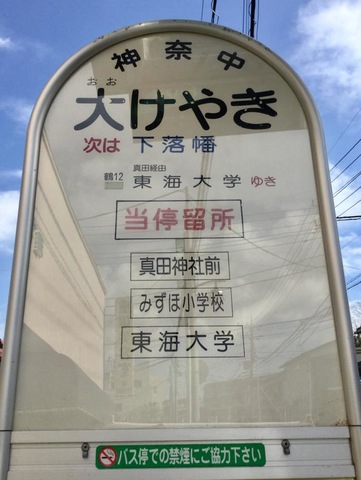 神奈中
おお
大けやき
次は 下落幡
真田経由
鶴12 東海大学 ゆき
当停留所
真田神社前
みずほ小学校
東海大学
バス停での禁煙にご協力下さい